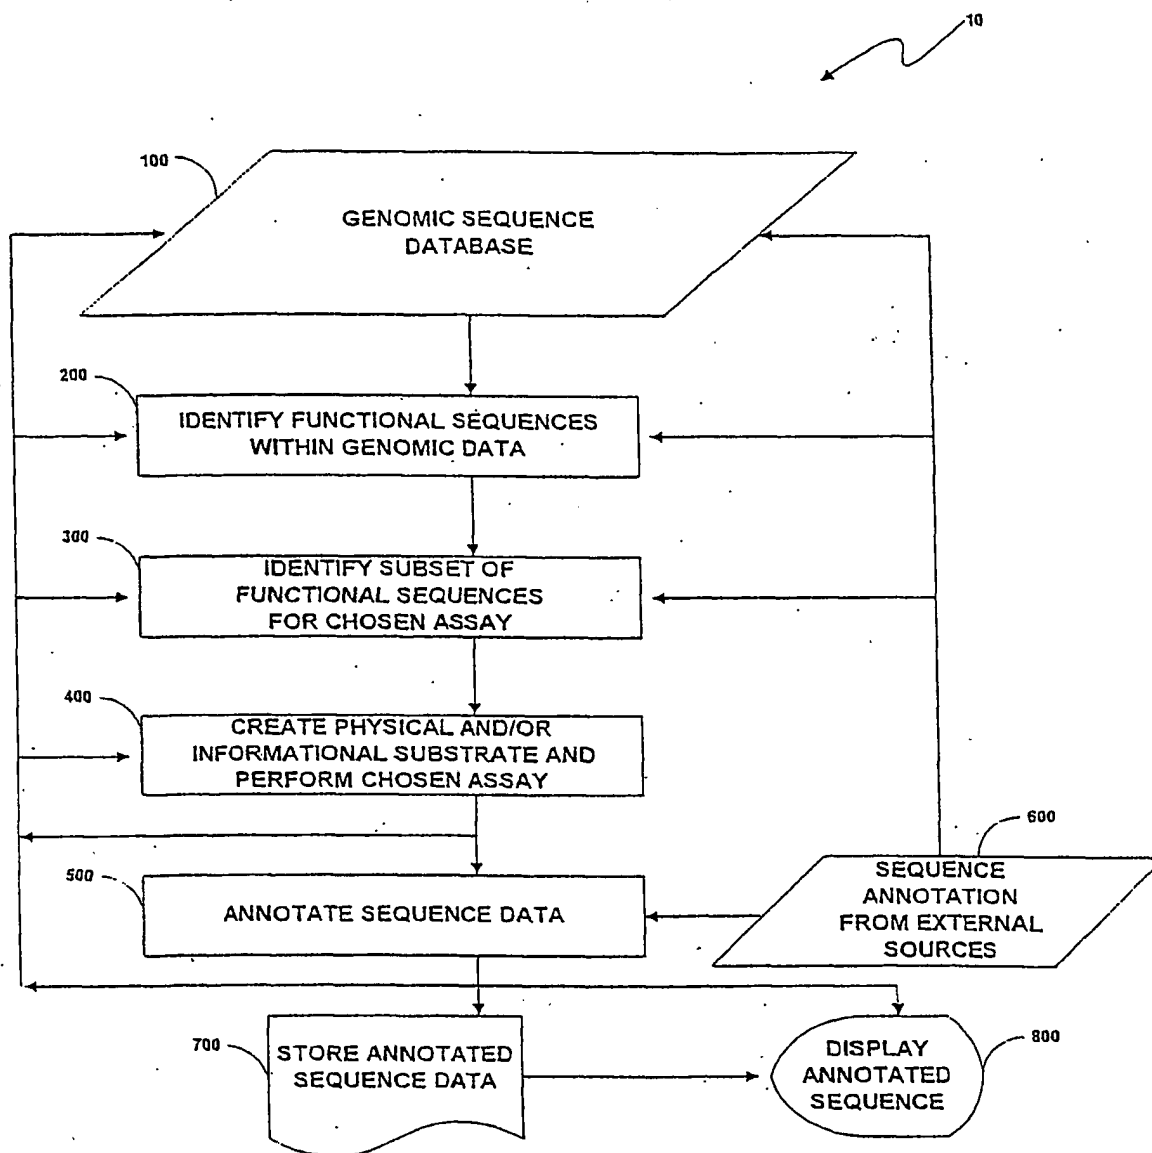 10
100
GENOMIC SEQUENCE
DATABASE
200
IDENTIFY FUNCTIONAL SEQUENCES
WITHIN GENOMIC DATA
300
IDENTIFY SUBSET OF
FUNCTIONAL SEQUENCES
FOR CHOSEN ASSAY
400
CREATE PHYSICAL AND/OR
INFORMATIONAL SUBSTRATE AND
PERFORM CHOSEN ASSAY
600
500
ANNOTATE SEQUENCE DATA
SEQUENCE
ANNOTATION
FROM EXTERNAL
SOURCES
700
STORE ANNOTATED
SEQUENCE DATA
800
DISPLAY
ANNOTATED
SEQUENCE